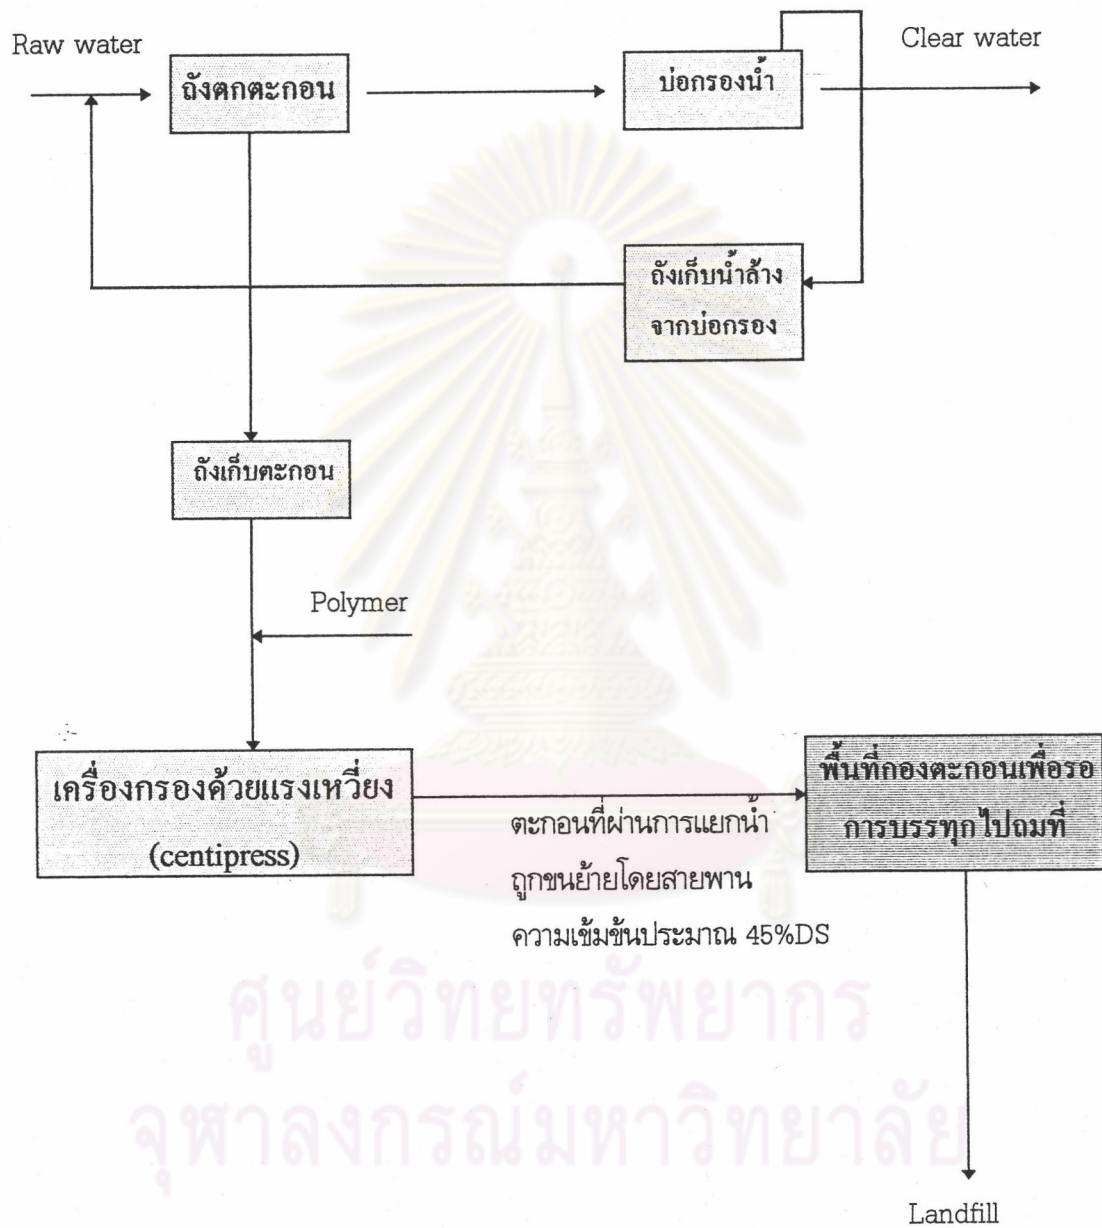 Raw water
Clear water
ถังตกตะกอน
บ่อกรองน้ำ
ถังเก็บน้ำล้าง
จากบ่อกรอง
ถังเก็บตะกอน
Polymer
เครื่องกรองด้วยแรงเหวี่ยง
(centipress)
ตะกอนที่ผ่านการแยกน้ำ
ถูกขนย้ายโดยสายพาน
ความเข้มข้นประมาณ 45%DS
พื้นที่กองตะกอนเพื่อรอ
การบรรทุกไปถมที่
ศูนย์วิทยทรัพยากร
จุฬาลงกรณ์มหาวิทยาลัย
Landfill